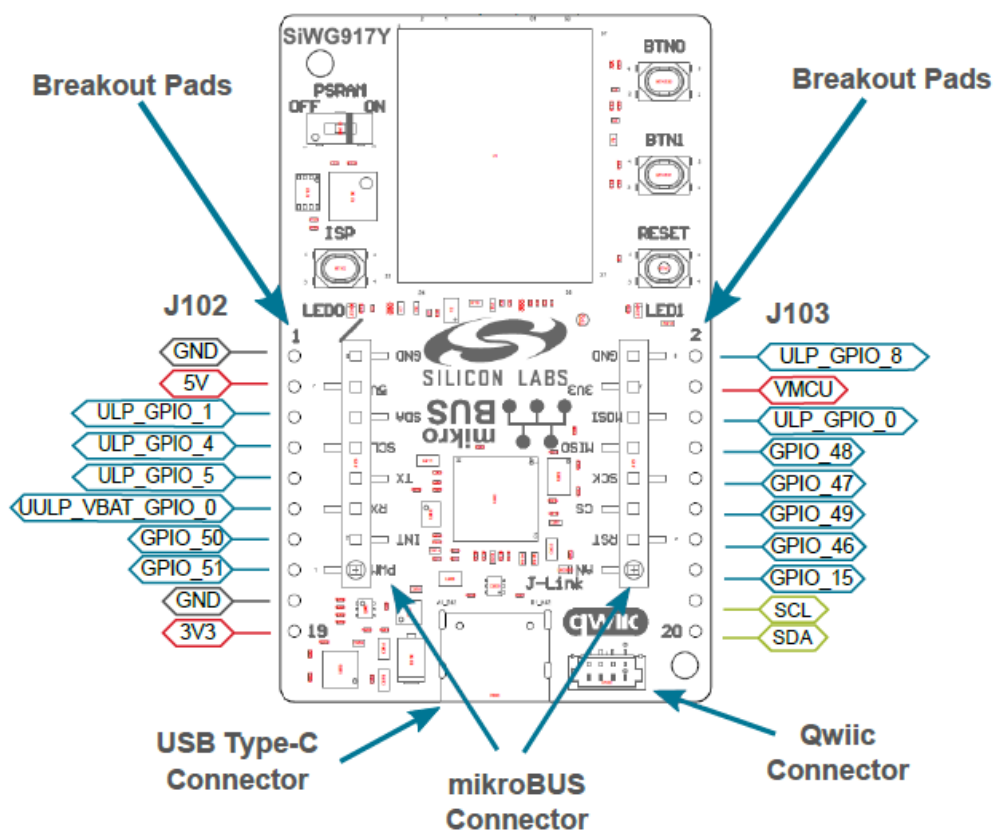 SiWG917Y
BTN0
Breakout Pads
Breakout Pads
PSRAM
OFF
ON
BTN1
ISP
RESET
J102
LED0
LED1
J103
1
2
GND
GND
GND
ULP_GPIO_8
5V
5V
SILICON LABS
3V3
VMCU
ULP_GPIO_1
SDA
mikro
BUS
MOSI
ULP_GPIO_0
ULP_GPIO_4
SCL
MISO
GPIO_48
ULP_GPIO_5
TX
SCK
GPIO_47
UULP_VBAT_GPIO_0
RX
CS
GPIO_49
GPIO_50
INT
RST
GPIO_46
GPIO_51
PWM
J-Link
AN
GPIO_15
GND
qwiic
SCL
3V3
19
20
SDA
USB Type-C
Connector
mikroBUS
Connector
Qwiic
Connector